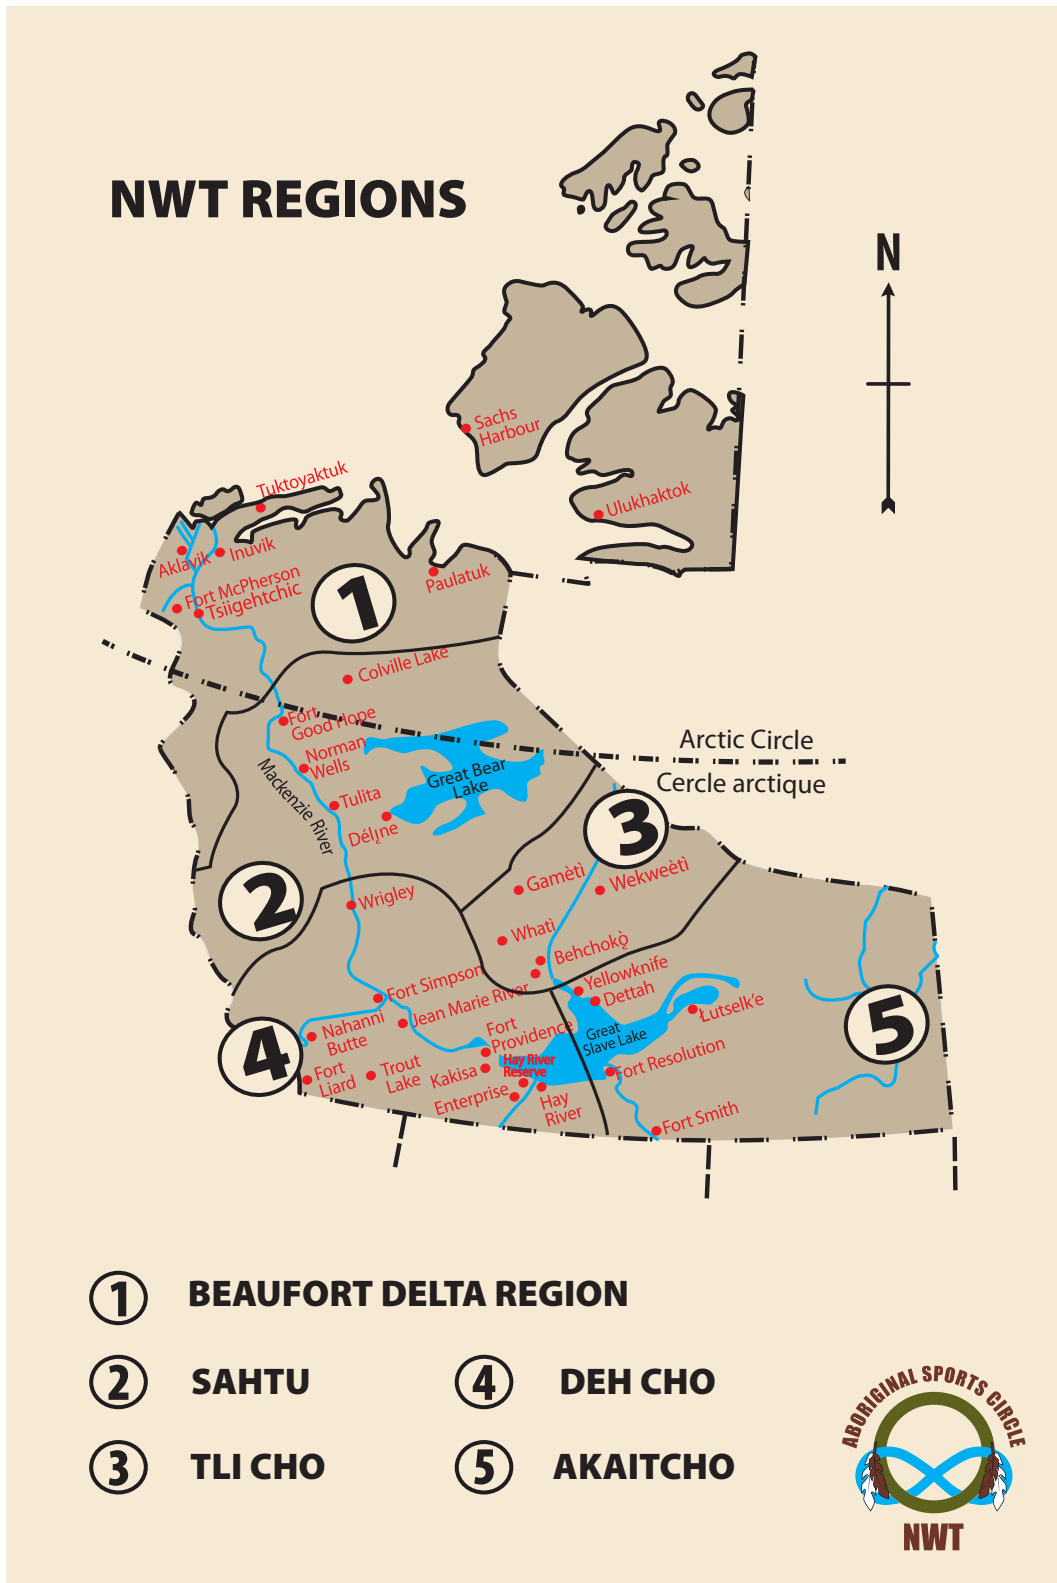 NWT REGIONS
N
Sachs
Harbour
Ulukhaktok
Tuktoyaktuk
Aklavik
Inuvik
Paulatuk
Fort McPherson
Tsiigehtchic
1
Colville Lake
Fort
Good Hope
Norman
Wells
Great Bear
Lake
Arctic Circle
Cercle arctique
Mackenzie River
Tulita
Délįne
3
2
Gamètì
Wekweètì
Wrigley
Whatì
Behchokǫ̀
Yellowknife
Dettah
Fort Simpson
Jean Marie River
Łutselk'e
5
4
Nahanni
Butte
Fort
Providence
Great
Slave Lake
Fort
Liard
Trout
Lake
Kakisa
Hay River
Reserve
Fort Resolution
Enterprise
Hay
River
Fort Smith
1 BEAUFORT DELTA REGION
2 SAHTU
4 DEH CHO
3 TLI CHO
5 AKAITCHO
ABORIGINAL SPORTS CIRCLE
NWT